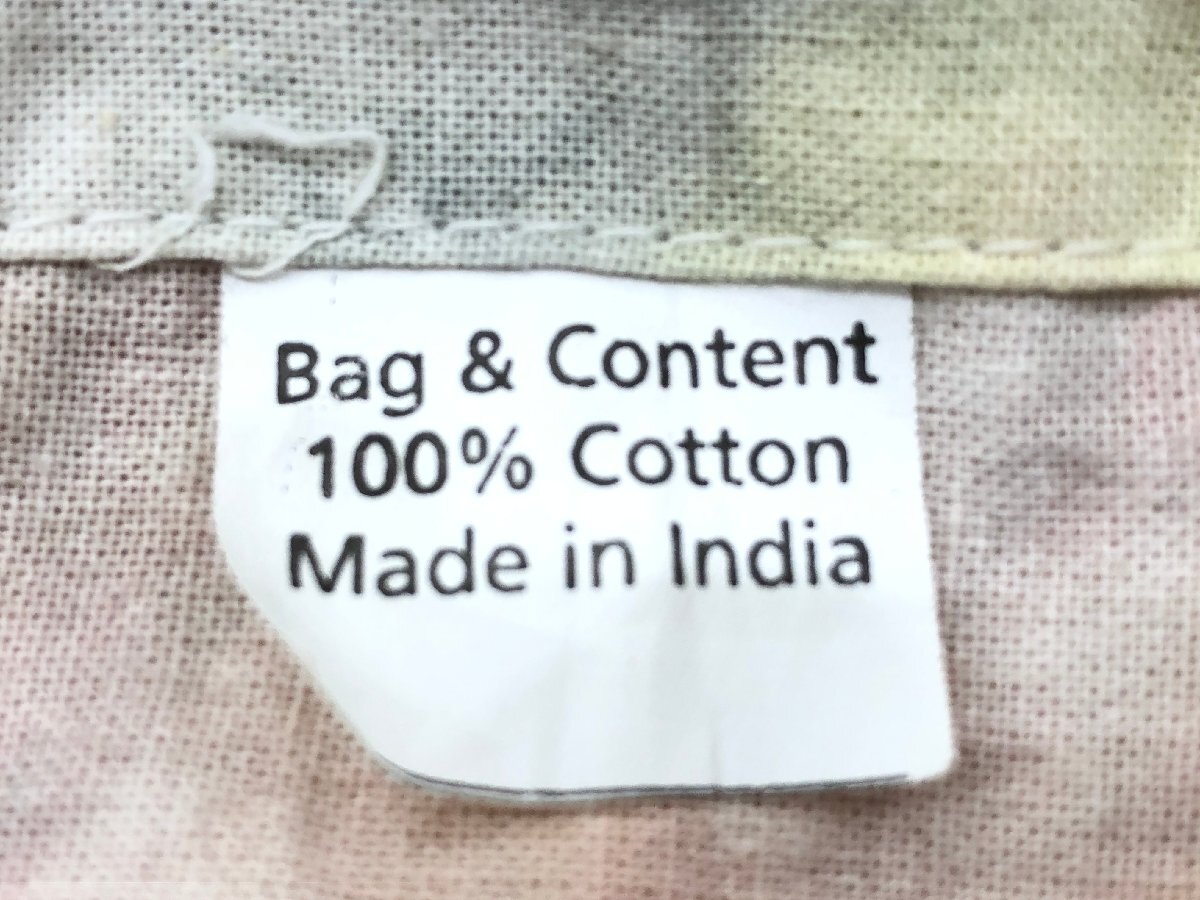 Bag & Content
100% Cotton
Made in India